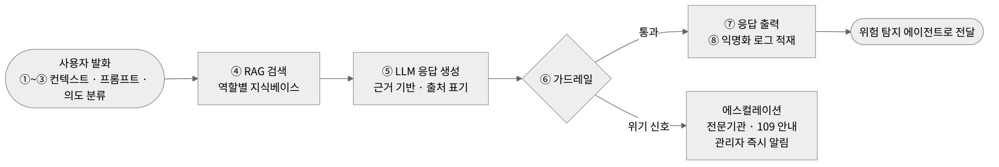 사용자 발화
①~③ 컨텍스트 · 프롬프트 ·
의도 분류
④ RAG 검색
역할별 지식베이스
⑤ LLM 응답 생성
근거 기반 · 출처 표기
⑥ 가드레일
통과
⑦ 응답 출력
⑧ 익명화 로그 적재
위험 탐지 에이전트로 전달
위기 신호
에스컬레이션
전문기관 · 109 안내
관리자 즉시 알림